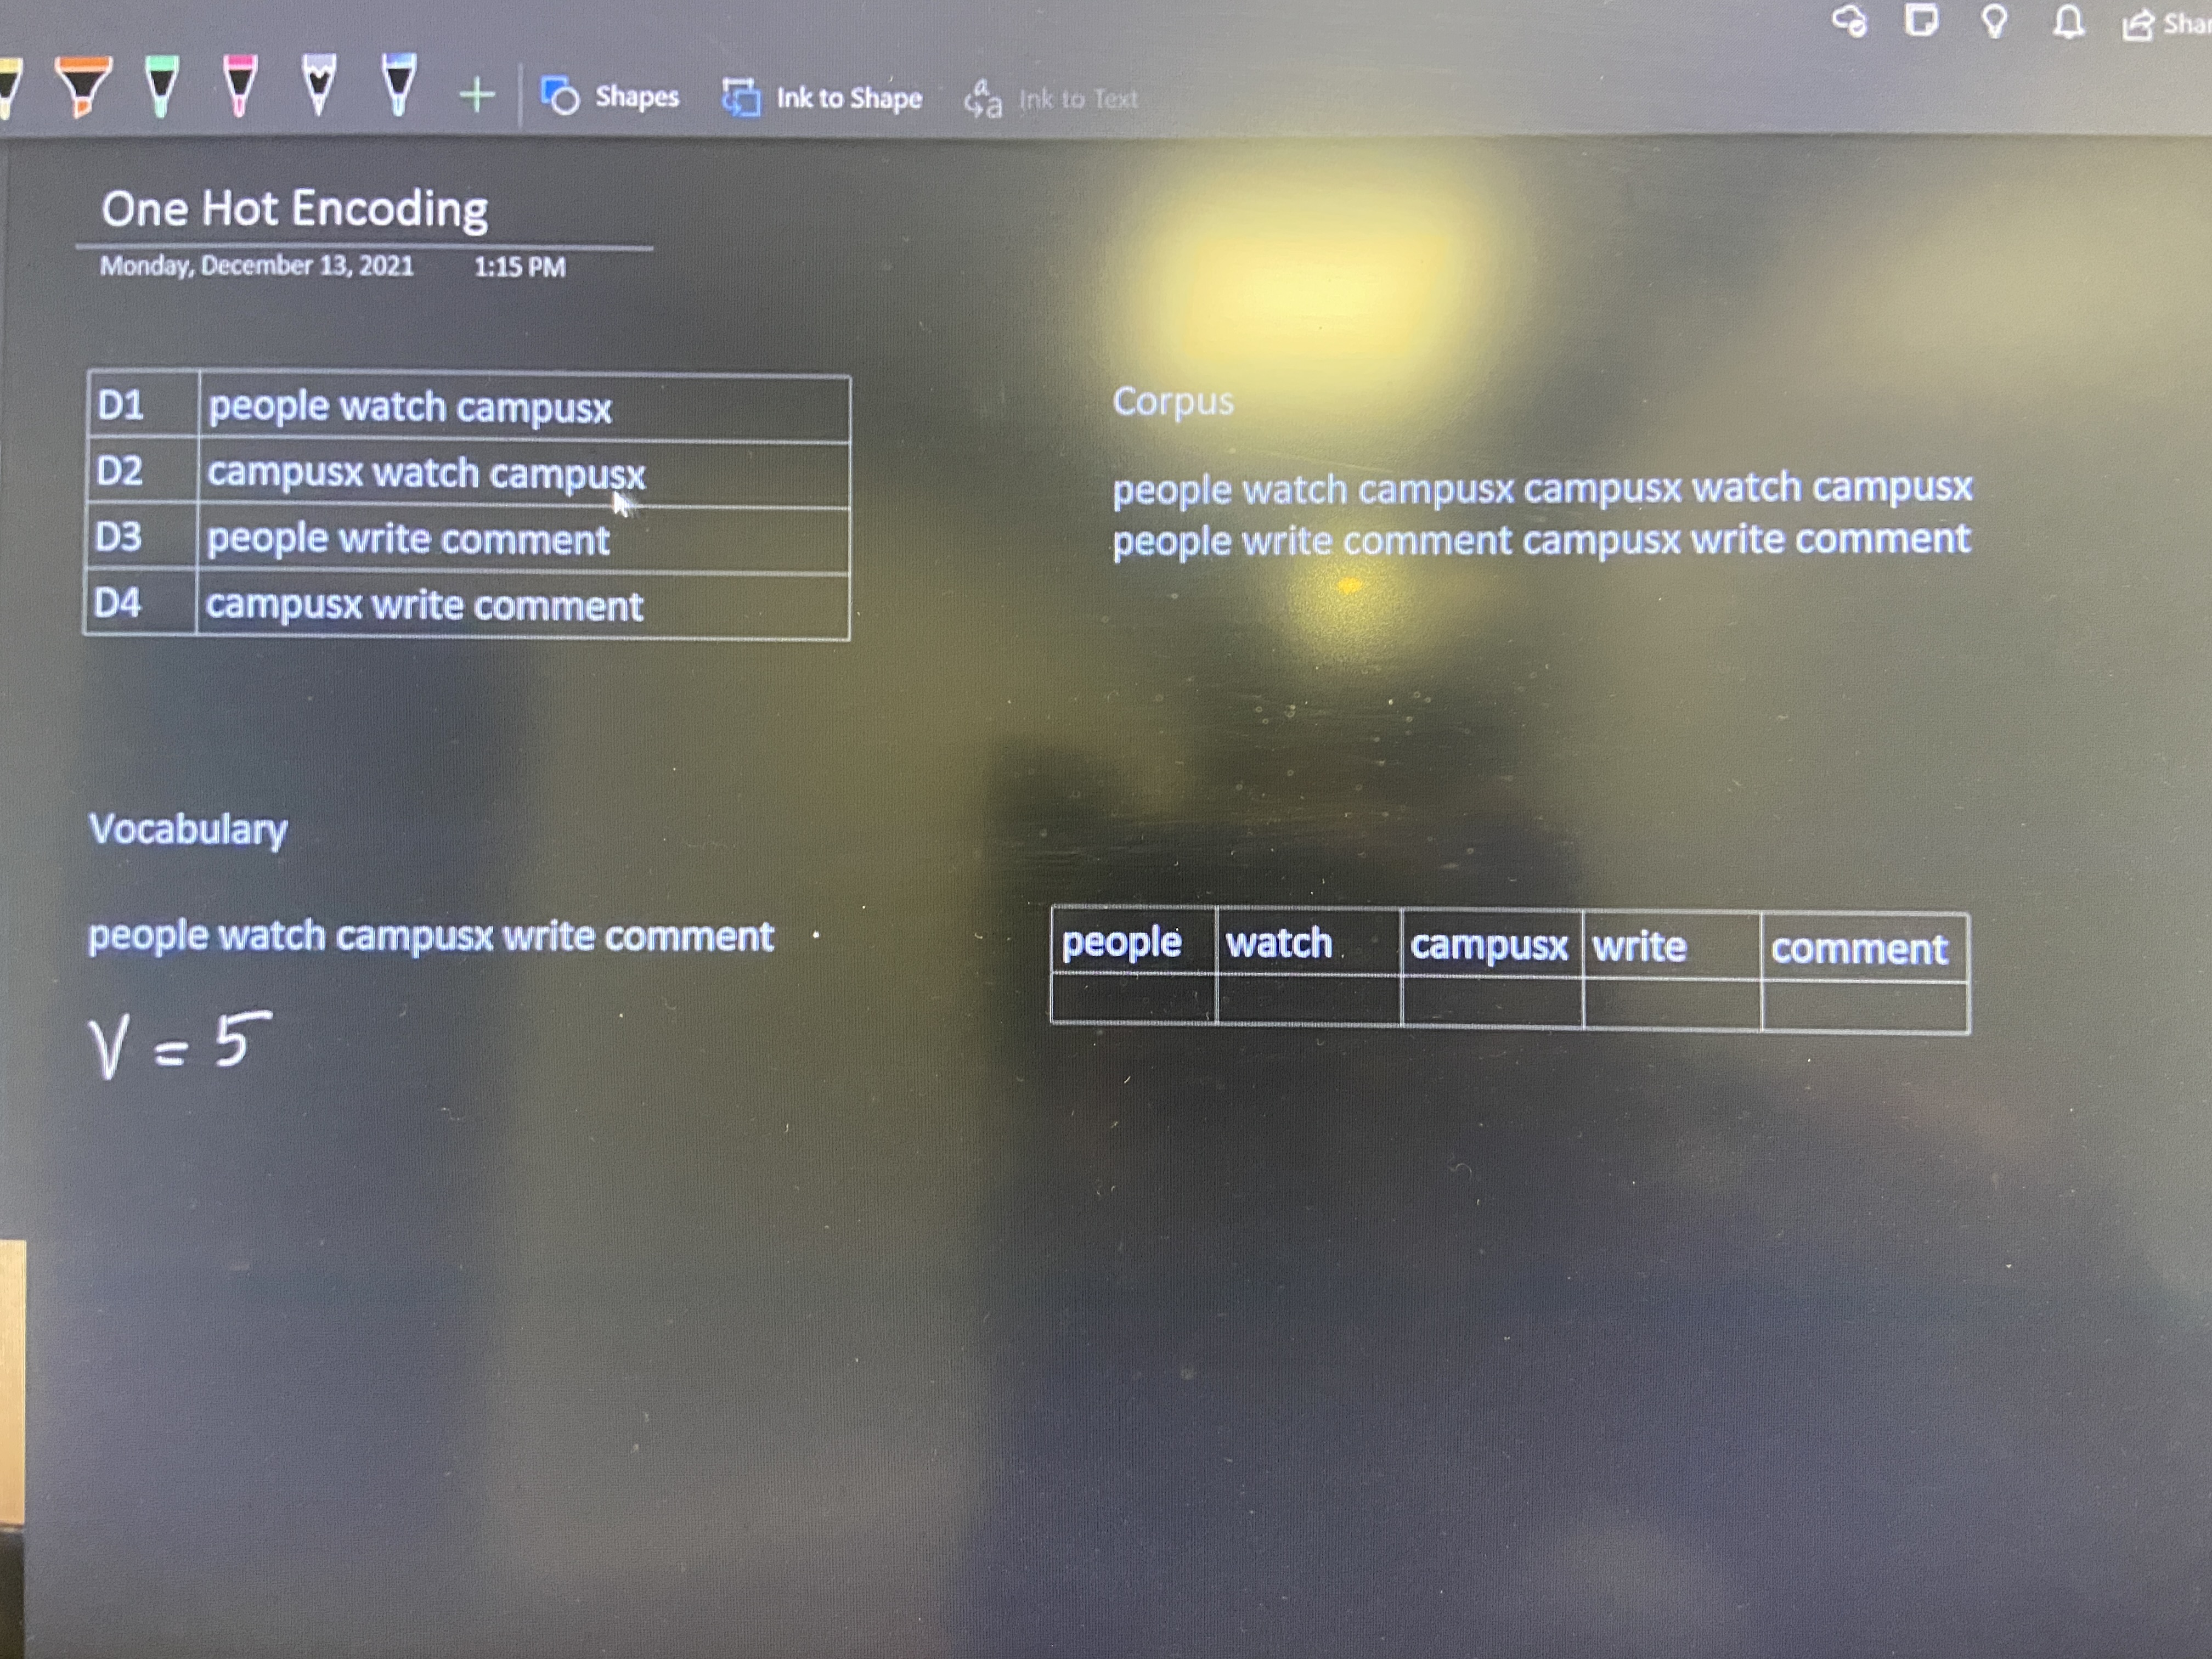 Shapes Ink to Shape Ink to Text
One Hot Encoding
Monday, December 13, 2021 1:15 PM
D1 people watch campusx
D2 campusx watch campusx
D3 people write comment
D4 campusx write comment
Corpus
people watch campusx campusx watch campusx
people write comment campusx write comment
Vocabulary
people watch campusx write comment
V = 5
people watch campusx write comment